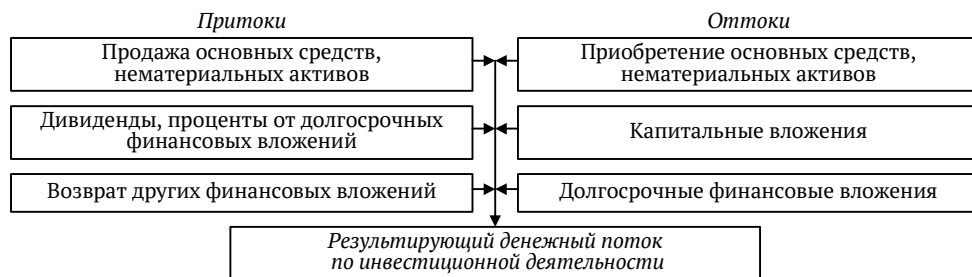 Притоки
Оттоки
Продажа основных средств,
нематериальных активов
Приобретение основных средств,
нематериальных активов
Дивиденды, проценты от долгосрочных
финансовых вложений
Капитальные вложения
Возврат других финансовых вложений
Долгосрочные финансовые вложения
Результирующий денежный поток
по инвестиционной деятельности